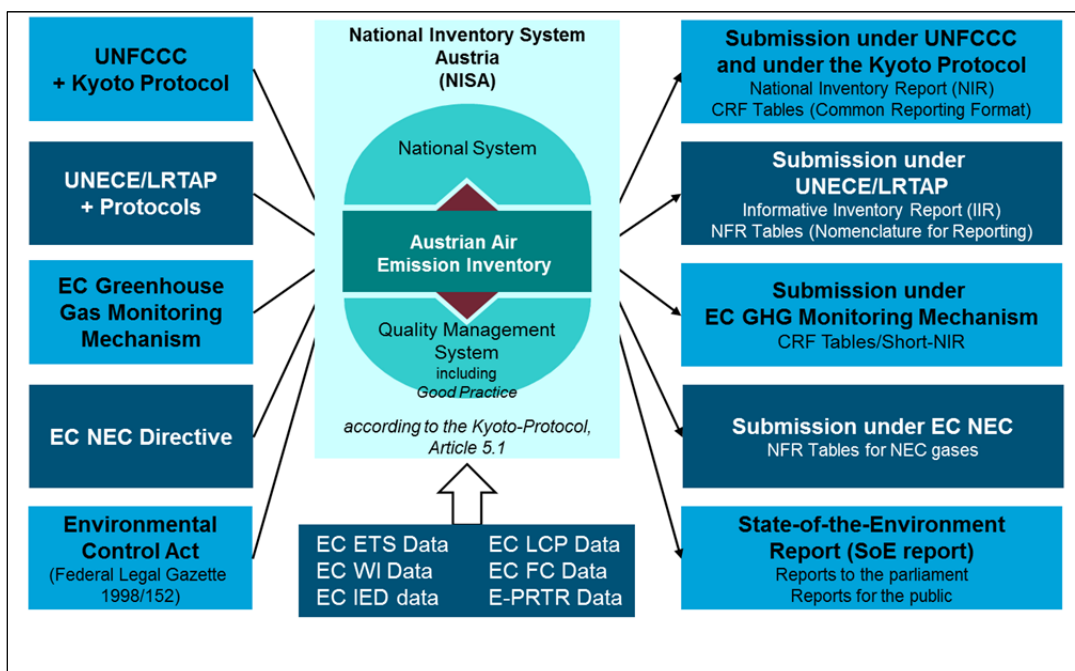 UNFCCC
+ Kyoto Protocol
UNECE/LRTAP
+ Protocols
EC Greenhouse
Gas Monitoring
Mechanism
EC NEC Directive
Environmental
Control Act
(Federal Legal Gazette
1998/152)
National Inventory System
Austria
(NISA)
National System
Austrian Air
Emission Inventory
Quality Management
System
including
Good Practice
according to the Kyoto-Protocol,
Article 5.1
EC ETS Data EC LCP Data
EC WI Data EC FC Data
EC IED data E-PRTR Data
Submission under UNFCCC
and under the Kyoto Protocol
National Inventory Report (NIR)
CRF Tables (Common Reporting Format)
Submission under
UNECE/LRTAP
Informative Inventory Report (IIR)
NFR Tables (Nomenclature for Reporting)
Submission under
EC GHG Monitoring Mechanism
CRF Tables/Short-NIR
Submission under EC NEC
NFR Tables for NEC gases
State-of-the-Environment
Report (SoE report)
Reports to the parliament
Reports for the public